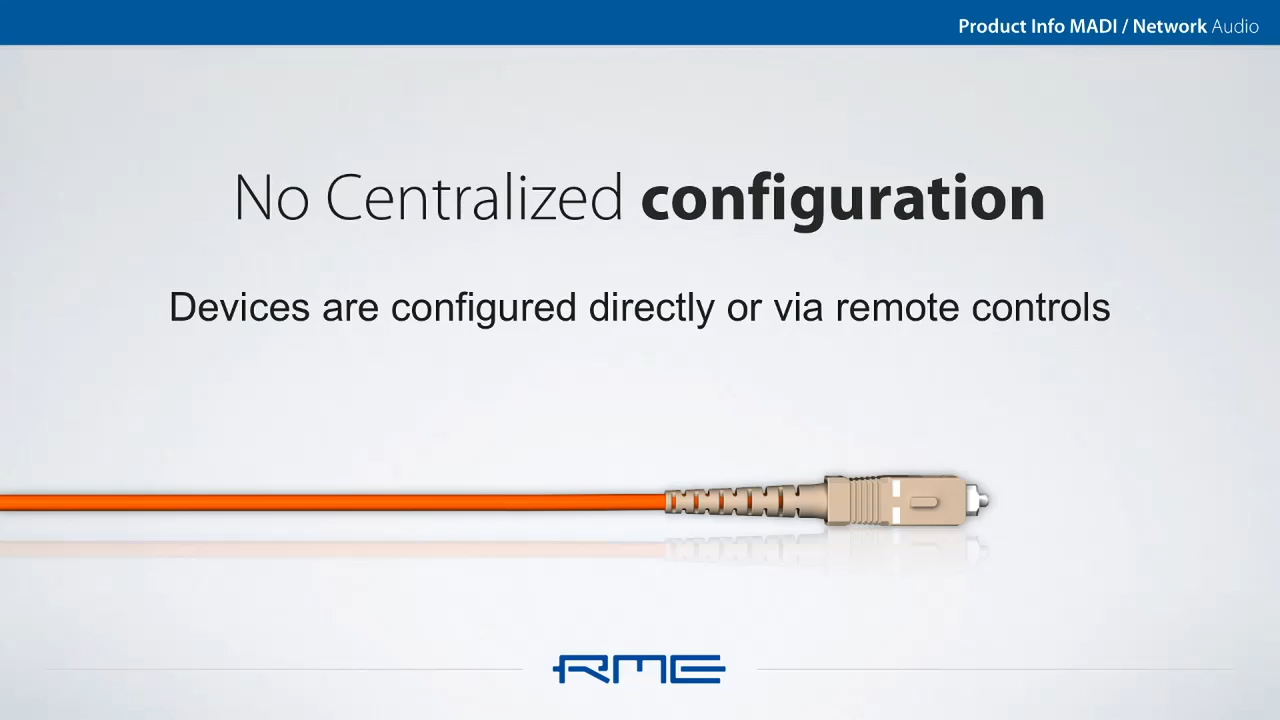 Product Info MADI / Network Audio
No Centralized configuration
Devices are configured directly or via remote controls
RME